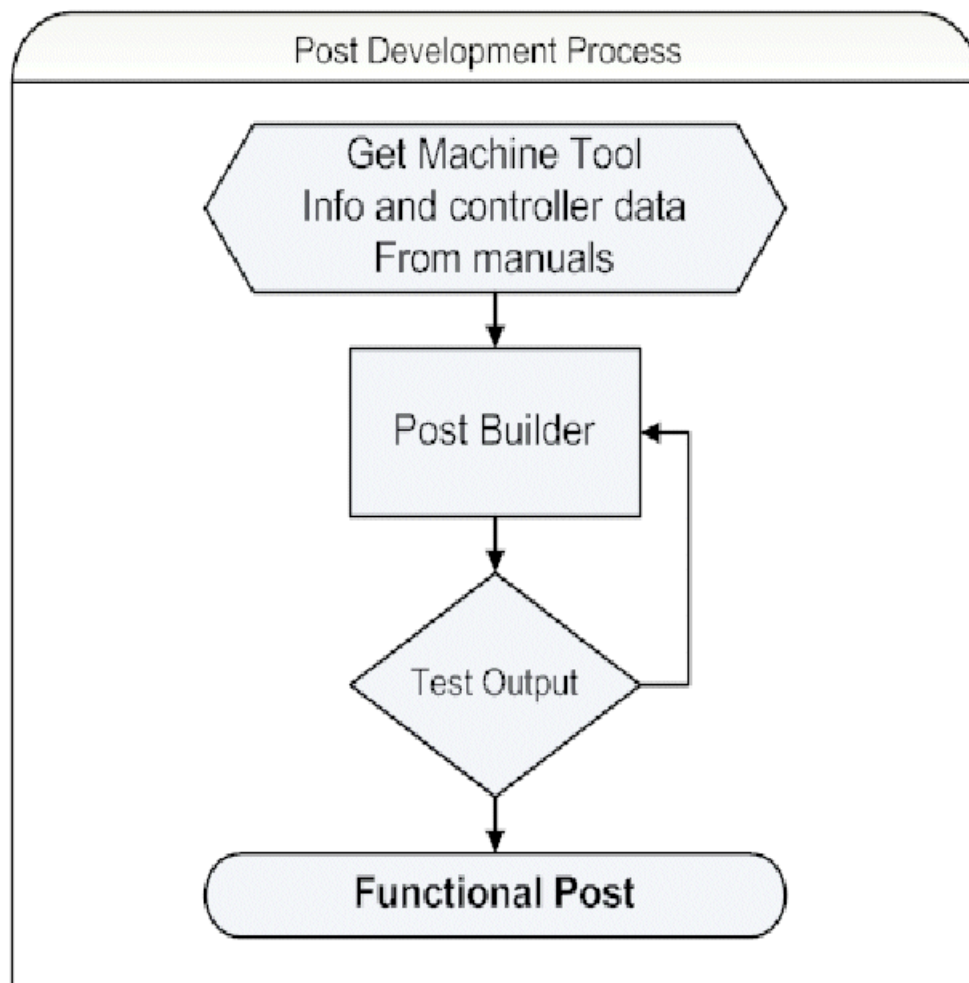 Post Development Process
Get Machine Tool
Info and controller data
From manuals
Post Builder
Test Output
Functional Post